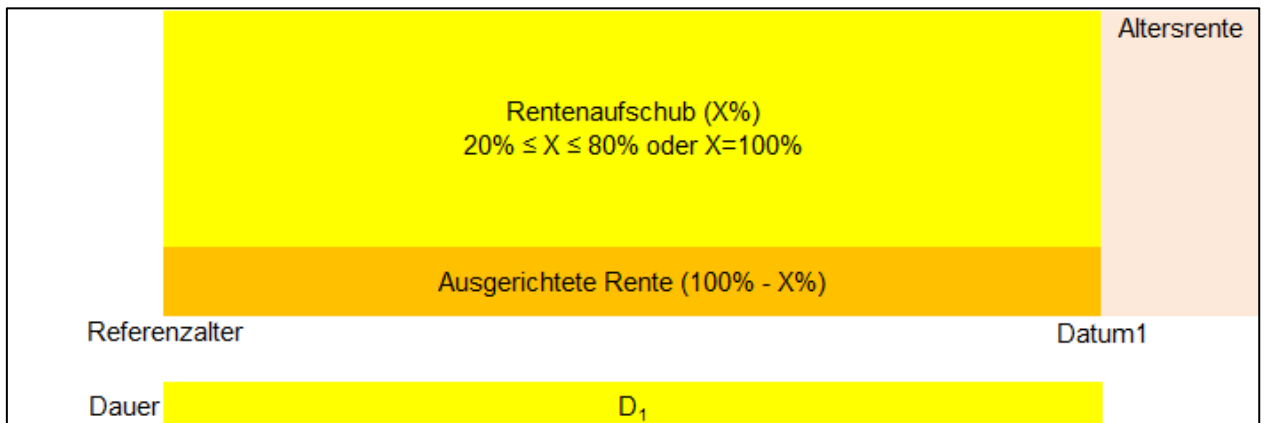 Altersrente
Rentenaufschub (X%)
20% ≤ X ≤ 80% oder X=100%
Ausgerichtete Rente (100% - X%)
Referenzalter
Datum1
Dauer
D₁